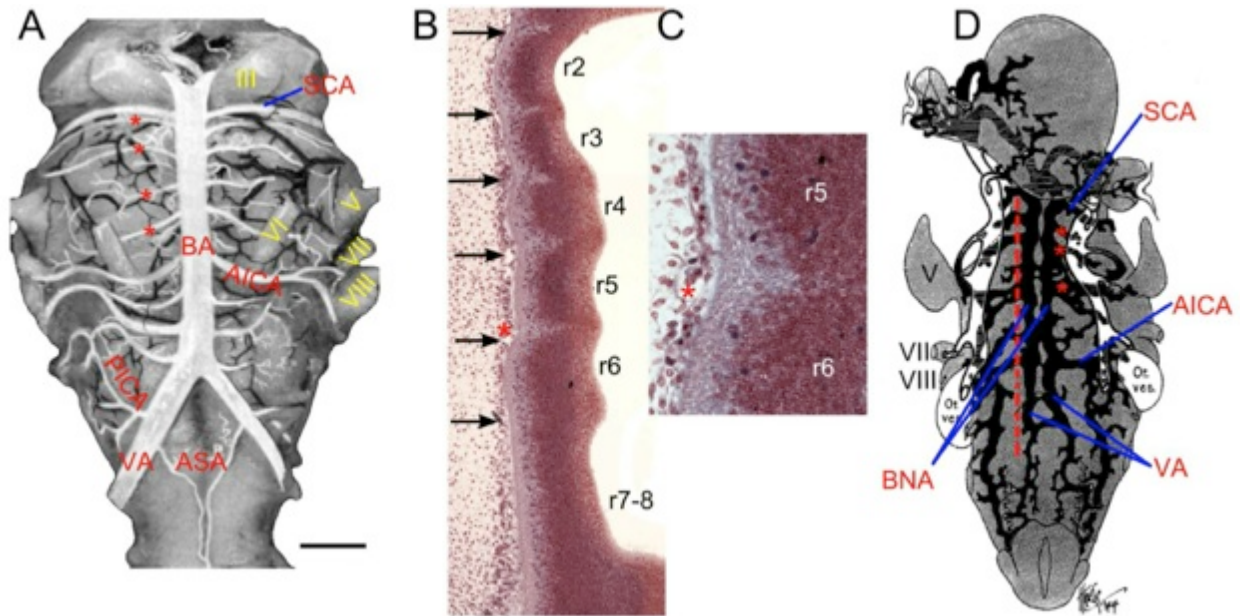 A
III
SCA
*
*
*
*
V
VI
VII
BA
AICA
VIII
PICA
VA
ASA
B
r2
r3
r4
r5
*
r6
r7-8
C
r5
*
r6
D
SCA
*
*
*
V
AICA
VII
VIII
Ot.
ves.
Ot.
ves.
BNA
VA